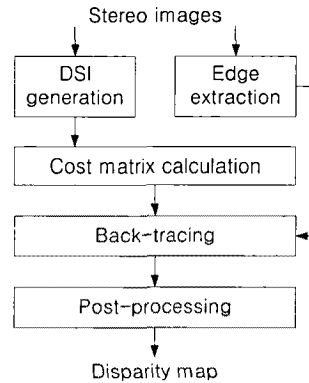 Stereo images
DSI
generation
Edge
extraction
Cost matrix calculation
Back-tracing
Post-processing
Disparity map